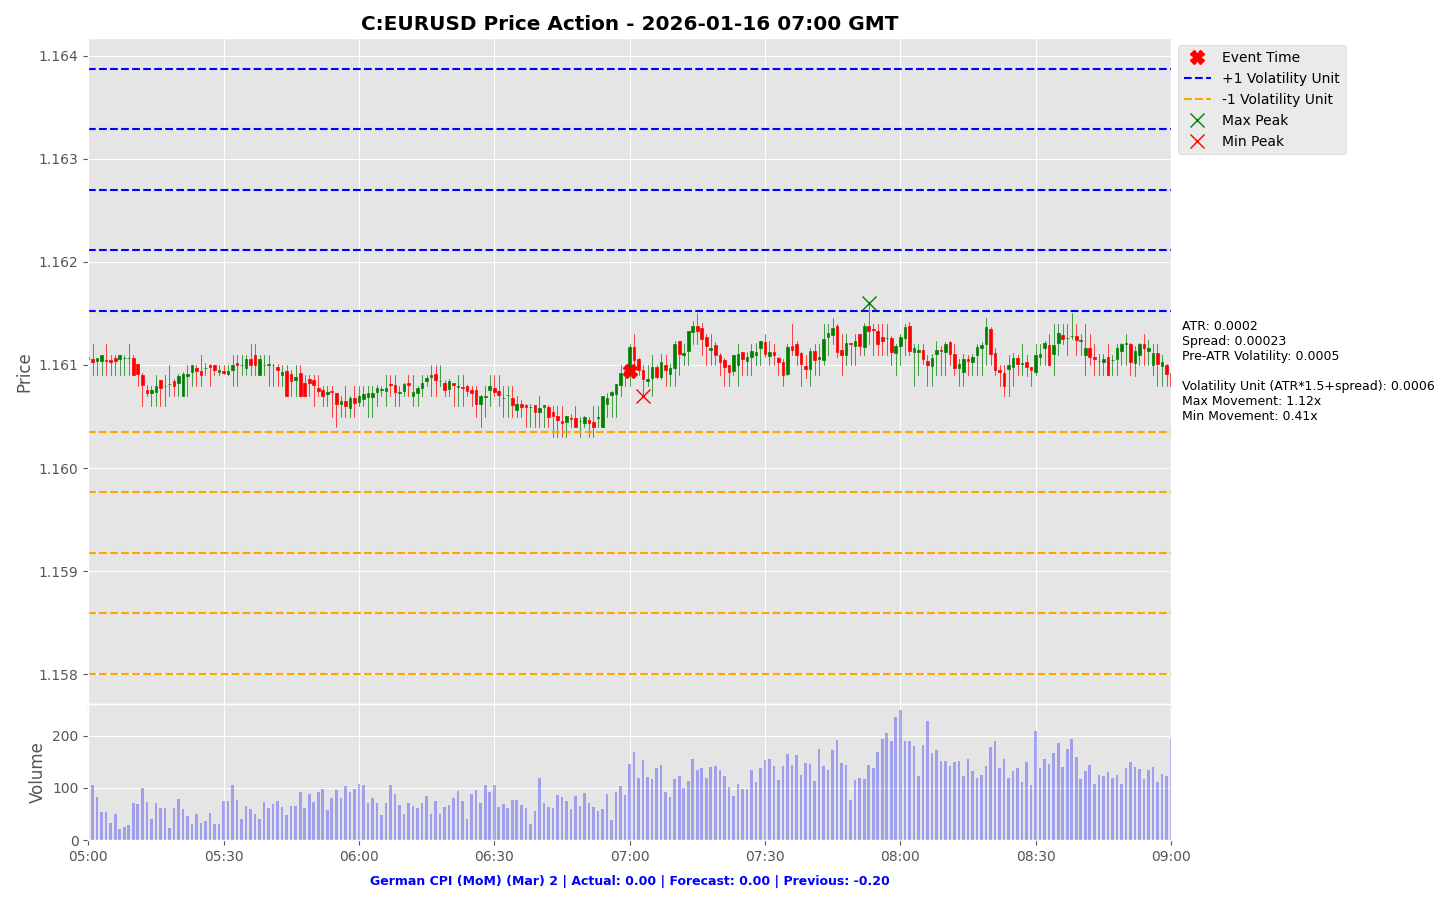 C:EURUSD Price Action - 2026-01-16 07:00 GMT
Event Time
+1 Volatility Unit
-1 Volatility Unit
Max Peak
Min Peak
Price
1.164
1.163
1.162
1.161
1.160
1.159
1.158
ATR: 0.0002
Spread: 0.00023
Pre-ATR Volatility: 0.0005
Volatility Unit (ATR*1.5+spread): 0.0006
Max Movement: 1.12x
Min Movement: 0.41x
Volume
200
100
0
05:00 05:30 06:00 06:30 07:00 07:30 08:00 08:30 09:00
German CPI (MoM) (Mar) 2 | Actual: 0.00 | Forecast: 0.00 | Previous: -0.20